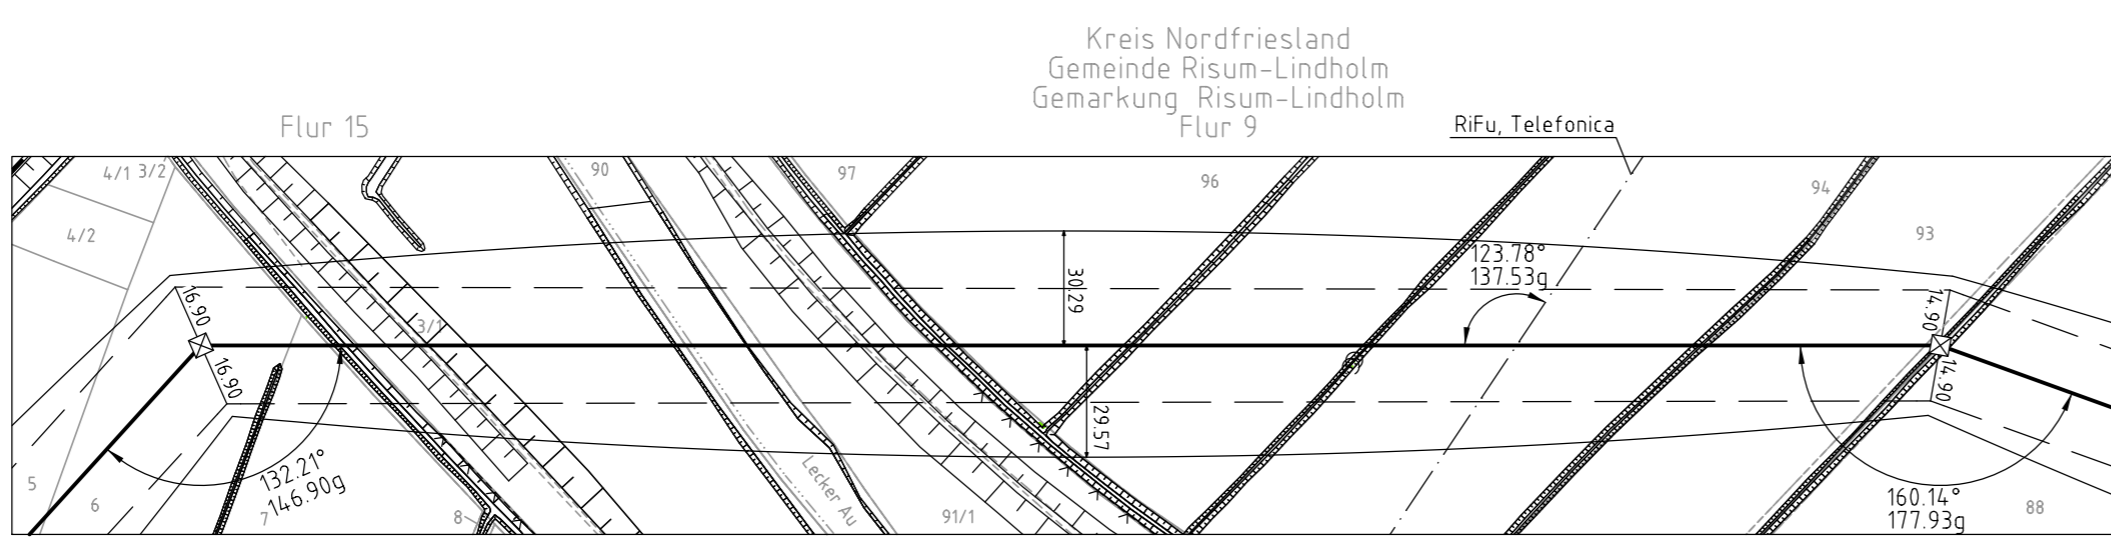 Kreis Nordfriesland
Gemeinde Risum-Lindholm
Gemarkung Risum-Lindholm
Flur 15
Flur 9
RiFu, Telefonica
4/1
3/2
90
97
96
94
4/2
93
123.78°
137.53g
30.29
16.90
14.90
3/1
16.90
14.90
29.57
132.21°
146.90g
Lecker Au
5
6
7
8
91/1
160.14°
177.93g
88